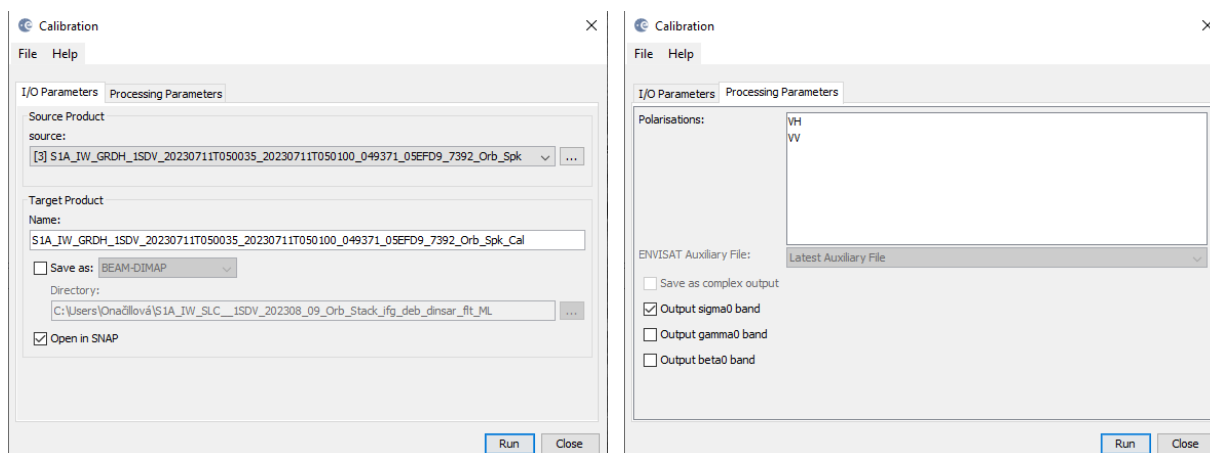 Calibration
File Help
I/O Parameters Processing Parameters
Source Product
source:
[3] S1A_IW_GRDH_1SDV_20230711T050035_20230711T050100_049371_05EFD9_7392_Orb_Spk ...
Target Product
Name:
S1A_IW_GRDH_1SDV_20230711T050035_20230711T050100_049371_05EFD9_7392_Orb_Spk_Cal
Save as: BEAM-DIMAP
Directory:
C:\Users\Onačillová\S1A_IW_SLC__1SDV_202308_09_Orb_Stack_ifg_deb_dinsar_flt_ML ...
Open in SNAP
Run Close
Calibration
File Help
I/O Parameters Processing Parameters
Polarisations:
VH
VV
ENVISAT Auxiliary File: Latest Auxiliary File
Save as complex output
Output sigma0 band
Output gamma0 band
Output beta0 band
Run Close